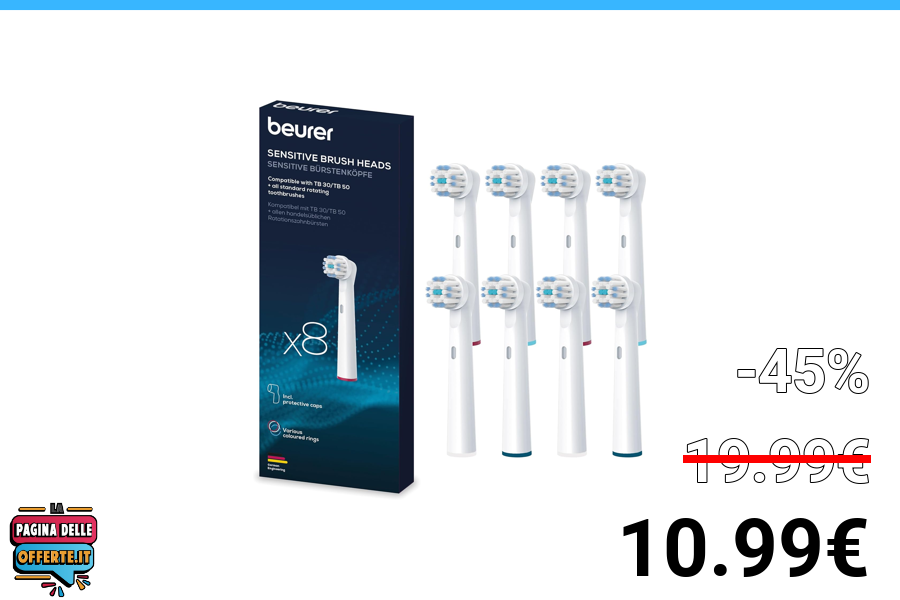 beurer
beurer
SENSITIVE BRUSH HEADS
SENSITIVE BÜRSTENKÖPFE
Compatible with TB 30/TB 50
+ all standard rotating
toothbrushes
Kompatibel mit TB 30/TB 50
+ allen handelsüblichen
Rotationszahnbürsten
x8
Incl.
protective caps
Various
coloured rings
German
Engineering
-45%
19.99€
10.99€
LA
PAGINA DELLE
OFFERTE.IT